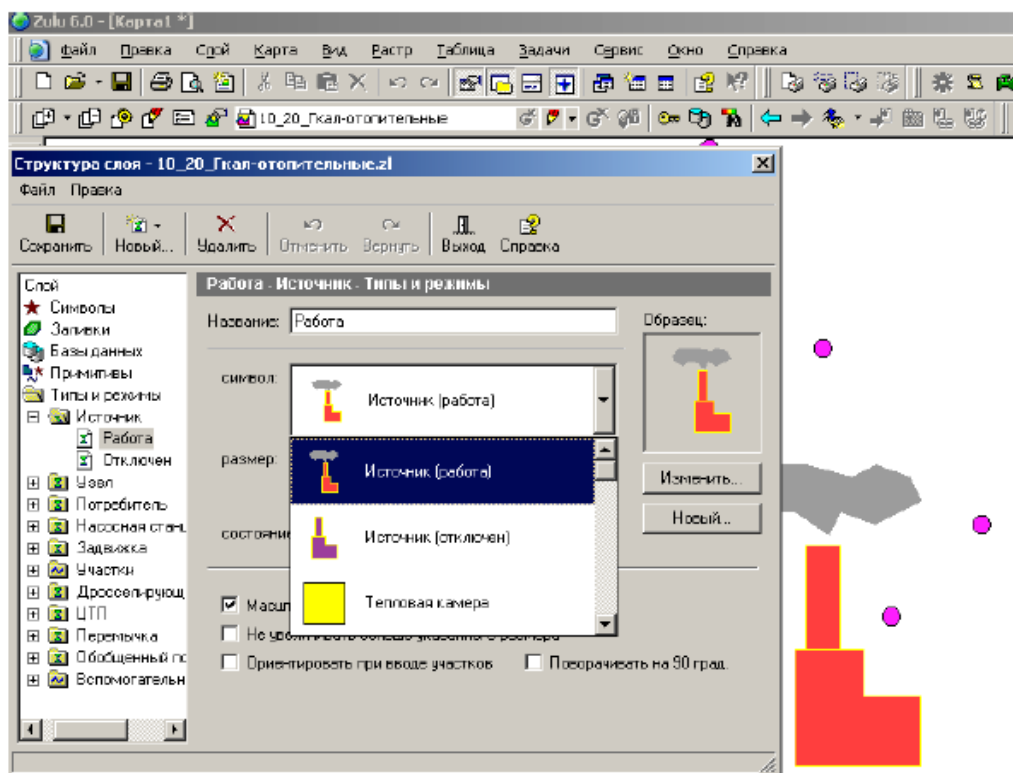 Zulu 6.0 - [Карта1 *]
Файл Правка Слой Карта Вид Растр Таблица Задачи Сервис Окно Справка
10_20_Гкал-отопительные
Структура слоя - 10_20_Гкал-отопительные.zl
Файл Правка
Сохранить Новый... Удалить Отменить Вернуть Выход Справка
Слой
Символы
Заливки
Базы данных
Примитивы
Типы и режимы
Источник
Работа
Отключен
Узел
Потребитель
Насосная станц
Задвижка
Участки
Дросселирующ
ЦТП
Перемычка
Обобщенный по
Вспомогательн
Работа - Источник - Типы и режимы
Название: Работа
Образец:
символ:
Источник (работа)
размер:
Источник (работа)
Изменить...
Новый...
состояние
Источник (отключен)
Тепловая камера
Масшт
Не увеличивать больше указанного размера
Ориентировать при вводе участков Поворачивать на 90 град.